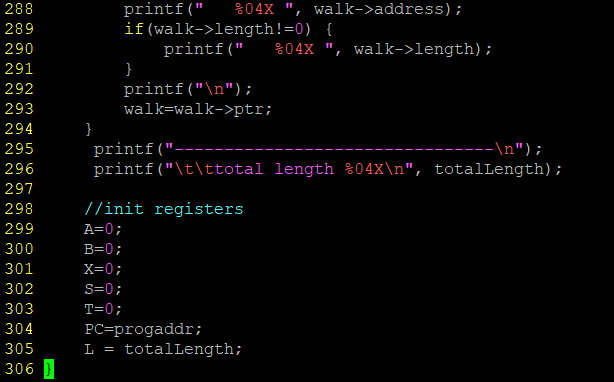 288         printf("   %04X ", walk->address);
289         if(walk->length!=0) {
290             printf("   %04X ", walk->length);
291         }
292         printf("\n");
293         walk=walk->ptr;
294     }
295      printf("--------------------------------\n");
296      printf("\t\ttotal length %04X\n", totalLength);
297
298     //init registers
299     A=0;
300     B=0;
301     X=0;
302     S=0;
303     T=0;
304     PC=progaddr;
305     L = totalLength;
306 }